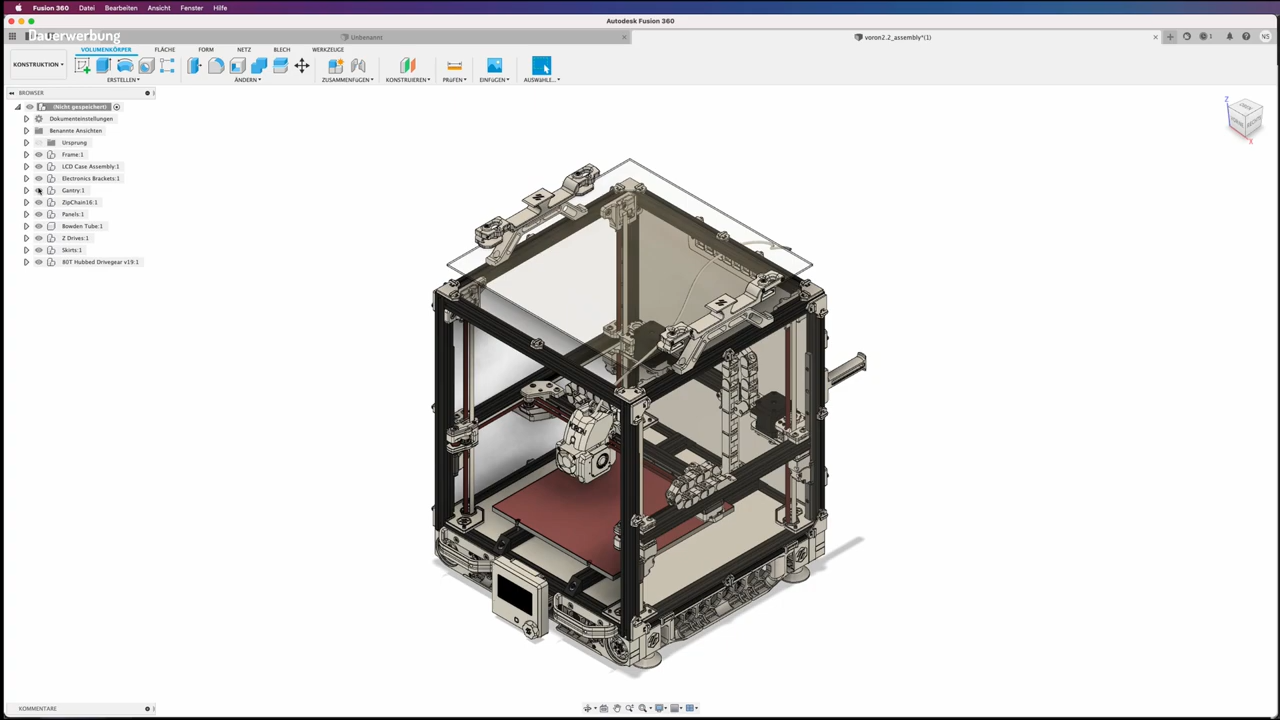 Fusion 360 Datei Bearbeiten Ansicht Fenster Hilfe
Autodesk Fusion 360
Dauerwerbung
Unbenannt
voron2.2_assembly*(1)
VOLUMENKÖRPER FLÄCHE FORM NETZ BLECH WERKZEUGE
KONSTRUKTION
ERSTELLEN ÄNDERN ZUSAMMENFÜGEN KONSTRUIEREN PRÜFEN EINFÜGEN AUSWÄHLE...
BROWSER
(Nicht gespeichert)
Dokumenteinstellungen
Benannte Ansichten
Ursprung
Frame:1
LCD Case Assembly:1
Electronics Brackets:1
Gantry:1
ZipChain16:1
Panels:1
Bowden Tube:1
Z Drives:1
Skirts:1
80T Hubbed Drivegear v19:1
KOMMENTARE
1
NS
Z
X